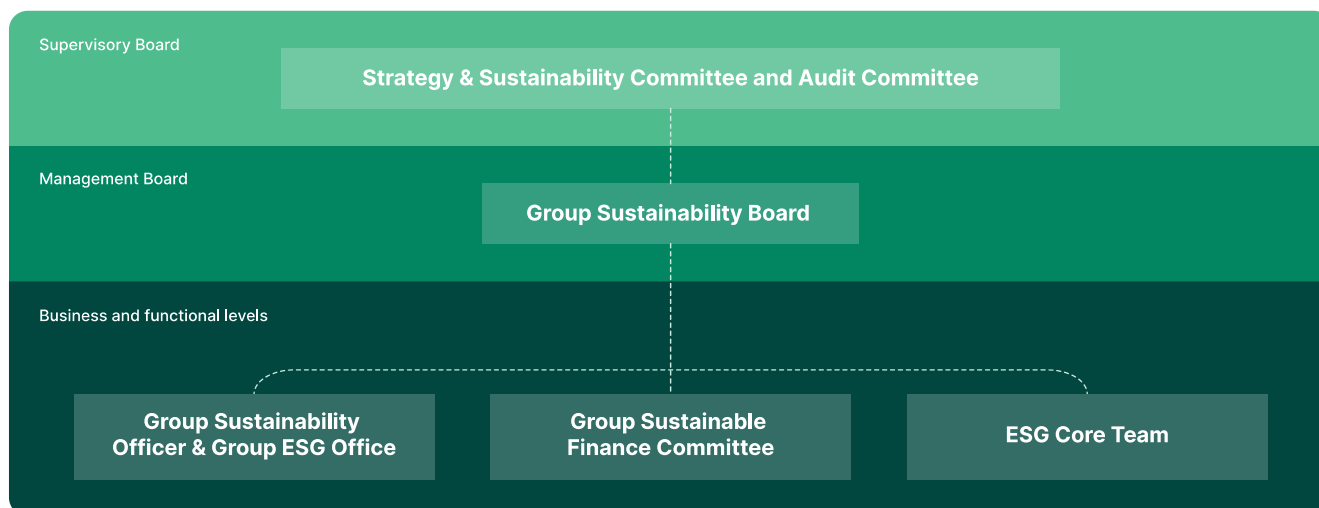 Supervisory Board
Strategy & Sustainability Committee and Audit Committee
Management Board
Group Sustainability Board
Business and functional levels
Group Sustainability
Officer & Group ESG Office
Group Sustainable
Finance Committee
ESG Core Team